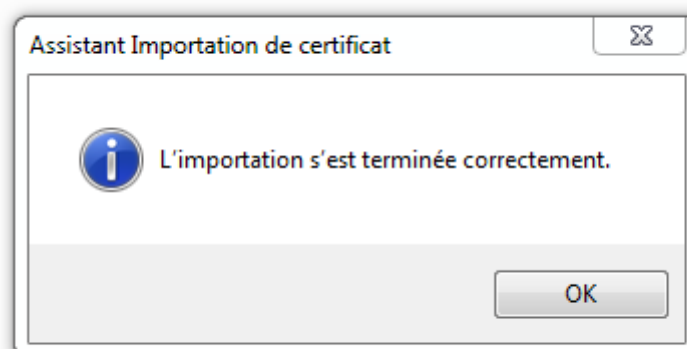 Assistant Importation de certificat
L'importation s'est terminée correctement.
OK